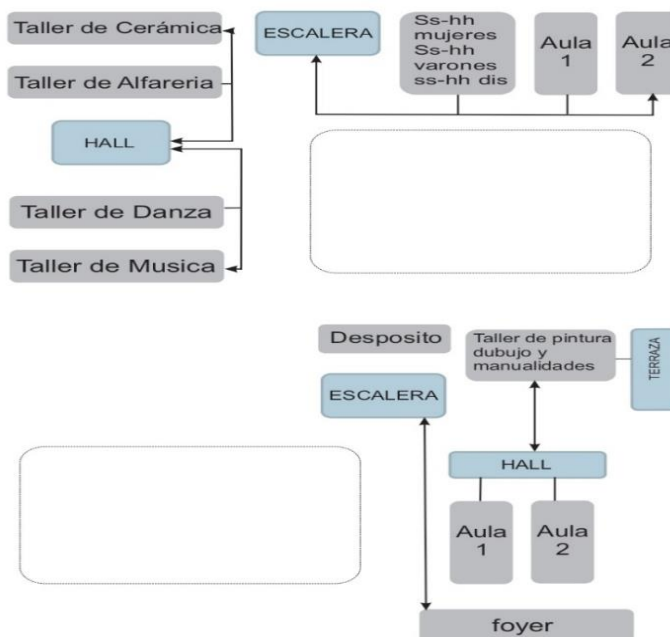 Taller de Cerámica
Taller de Alfareria
HALL
Taller de Danza
Taller de Musica
ESCALERA
Ss-hh
mujeres
Ss-hh
varones
ss-hh dis
Aula
1
Aula
2
Desposito
ESCALERA
Taller de pintura
dubujo y
manualidades
TERRAZA
HALL
Aula
1
Aula
2
foyer